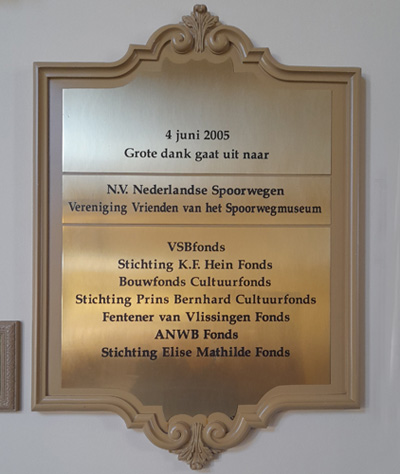 4 juni 2005
Grote dank gaat uit naar
N.V. Nederlandse Spoorwegen
Vereniging Vrienden van het Spoorwegmuseum
VSBfonds
Stichting K.F. Hein Fonds
Bouwfonds Cultuurfonds
Stichting Prins Bernhard Cultuurfonds
Fentener van Vlissingen Fonds
ANWB Fonds
Stichting Elise Mathilde Fonds